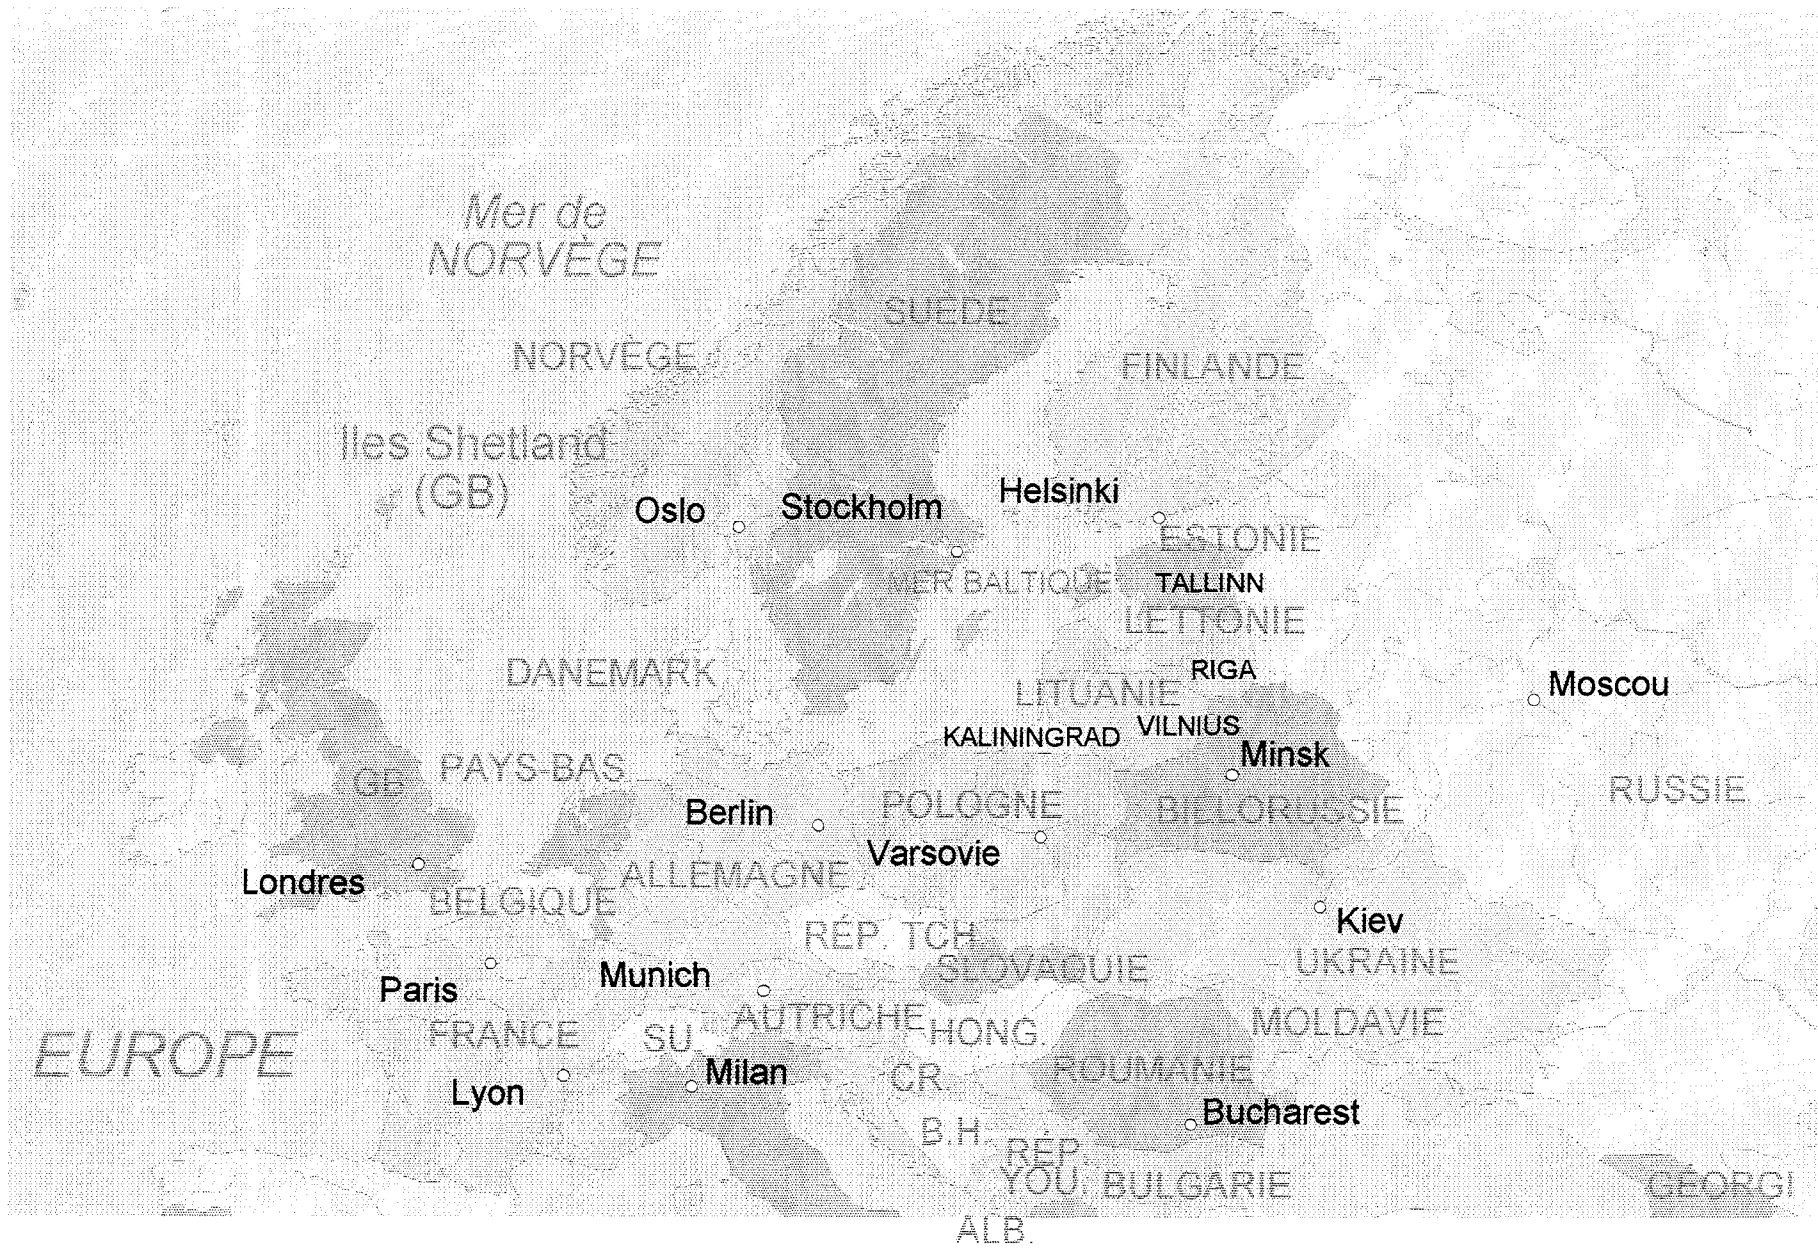 Mer de
NORVÈGE
SUÈDE
NORVÈGE
FINLANDE
Iles Shetland
(GB)
Oslo
Stockholm
Helsinki
ESTONIE
MER BALTIQUE
TALLINN
LETTONIE
DANEMARK
RIGA
LITUANIE
Moscou
VILNIUS
KALININGRAD
Minsk
PAYS-BAS
GB
RUSSIE
POLOGNE
BIELORUSSIE
Berlin
Varsovie
ALLEMAGNE
Londres
BELGIQUE
Kiev
RÉP. TCH
UKRAINE
SLOVAQUIE
Munich
Paris
AUTRICHE
HONG.
MOLDAVIE
FRANCE
SU
EUROPE
Milan
CR.
ROUMANIE
Lyon
Bucharest
B.H.
RÉP.
YOU.
BULGARIE
GEORGI
ALB.